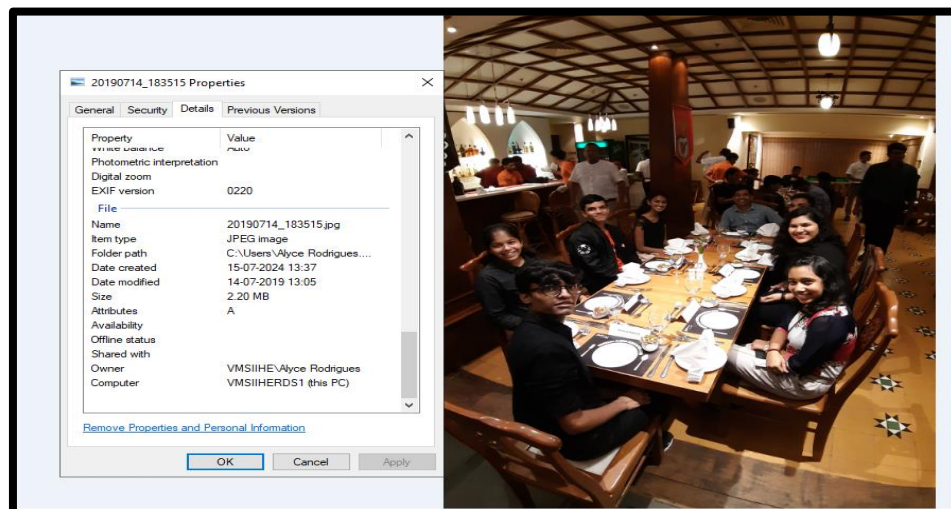 20190714_183515 Properties
General Security Details Previous Versions
Property Value
White balance Auto
Photometric interpretation
Digital zoom
EXIF version 0220
File
Name 20190714_183515.jpg
Item type JPEG image
Folder path C:\Users\Alyce Rodrigues....
Date created 15-07-2024 13:37
Date modified 14-07-2019 13:05
Size 2.20 MB
Attributes A
Availability
Offline status
Shared with
Owner VMSIIHE\Alyce Rodrigues
Computer VMSIIHERDS1 (this PC)
Remove Properties and Personal Information
OK Cancel Apply